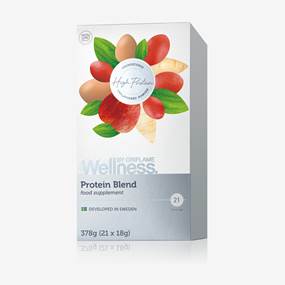 High Protein
BY ORIFLAME
Wellness
Protein Blend
food supplement
21
DEVELOPED IN SWEDEN
378g (21 x 18g)